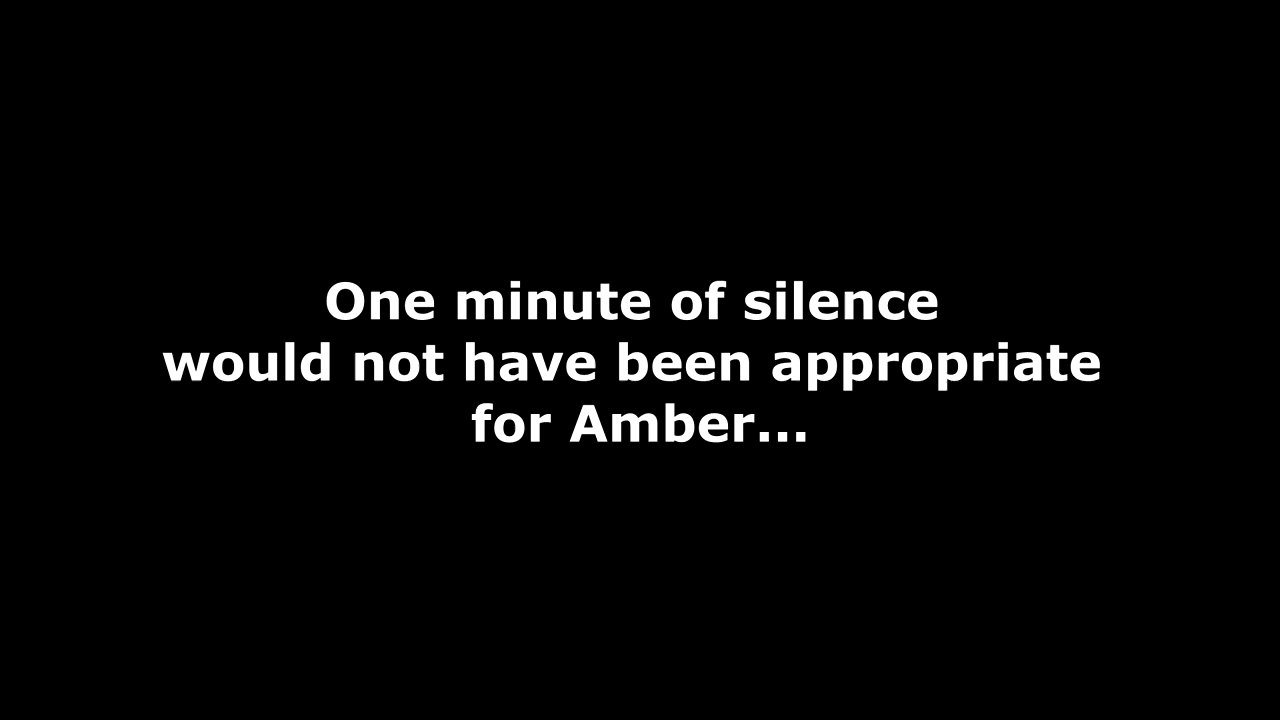 One minute of silence
would not have been appropriate
for Amber...